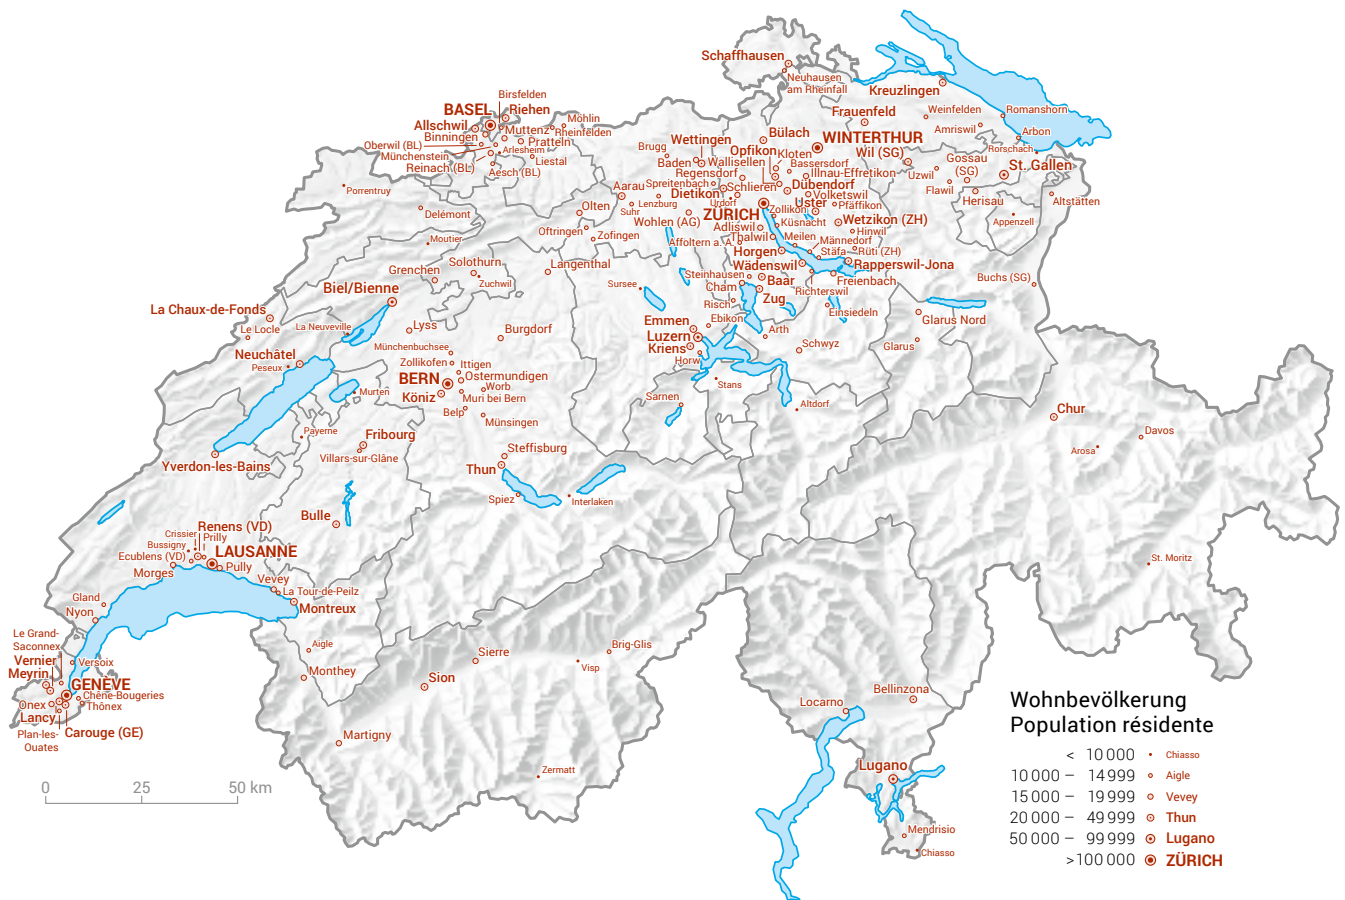 Schaffhausen
Neuhausen
am Rheinfall
Kreuzlingen
Birsfelden
BASEL
Riehen
Allschwil
Möhlin
Binningen
Muttenz
Rheinfelden
Oberwil (BL)
Pratteln
Münchenstein
Arlesheim
Reinach (BL)
Liestal
Aesch (BL)
Frauenfeld
Weinfelden
Romanshorn
Amriswil
Arbon
Rorschach
Wettingen
Bülach
WINTERTHUR
Brugg
Opfikon
Kloten
Wil (SG)
Baden
Wallisellen
Bassersdorf
Gossau
(SG)
St. Gallen
Regensdorf
Illnau-Effretikon
Uzwil
Aarau
Spreitenbach
Schlieren
Dübendorf
Flawil
Dietikon
Volketswil
Herisau
Altstätten
Lenzburg
Urdorf
Uster
Pfäffikon
Porrentruy
Olten
Suhr
ZÜRICH
Zollikon
Delémont
Wohlen (AG)
Küsnacht
Wetzikon (ZH)
Appenzell
Adliswil
Hinwil
Oftringen
Zofingen
Thalwil
Meilen
Männedorf
Moutier
Affoltern a. A.
Stäfa
Rüti (ZH)
Horgen
Solothurn
Langenthal
Wädenswil
Rapperswil-Jona
Grenchen
Steinhausen
Baar
Freienbach
Buchs (SG)
Zuchwil
Sursee
Cham
Richterswil
Biel/Bienne
Risch
Zug
La Chaux-de-Fonds
Einsiedeln
Le Locle
La Neuveville
Lyss
Burgdorf
Emmen
Ebikon
Arth
Glarus Nord
Luzern
Neuchâtel
Münchenbuchsee
Kriens
Schwyz
Glarus
Peseux
Zollikofen
Ittigen
Horw
BERN
Ostermundigen
Stans
Murten
Worb
Köniz
Muri bei Bern
Sarnen
Altdorf
Belp
Chur
Münsingen
Payerne
Fribourg
Davos
Villars-sur-Glâne
Steffisburg
Arosa
Yverdon-les-Bains
Thun
Spiez
Interlaken
Bulle
Renens (VD)
Crissier
Prilly
Bussigny
LAUSANNE
Ecublens (VD)
Pully
St. Moritz
Morges
Vevey
La Tour-de-Peilz
Gland
Montreux
Nyon
Le Grand-
Saconnex
Aigle
Brig-Glis
Vernier
Versoix
Sierre
Visp
Meyrin
Monthey
Sion
GENÈVE
Chêne-Bougeries
Bellinzona
Onex
Thônex
Locarno
Lancy
Carouge (GE)
Plan-les-
Ouates
Martigny
Zermatt
Lugano
Mendrisio
Chiasso
0 25 50 km
Wohnbevölkerung
Population résidente
< 10 000 Chiasso
10 000 – 14 999 Aigle
15 000 – 19 999 Vevey
20 000 – 49 999 Thun
50 000 – 99 999 Lugano
>100 000 ZÜRICH